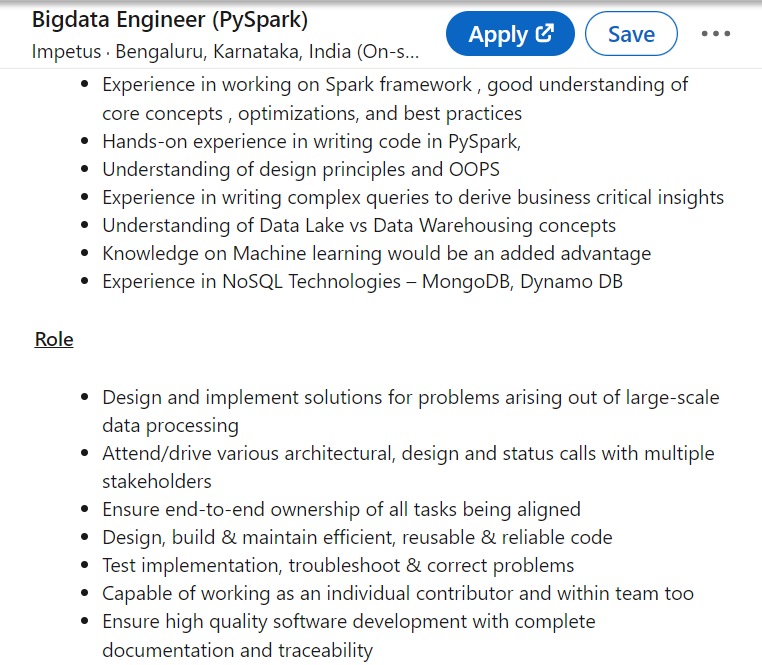 Bigdata Engineer (PySpark)
Impetus · Bengaluru, Karnataka, India (On-s...
Apply
Save
Experience in working on Spark framework , good understanding of
core concepts , optimizations, and best practices
Hands-on experience in writing code in PySpark,
Understanding of design principles and OOPS
Experience in writing complex queries to derive business critical insights
Understanding of Data Lake vs Data Warehousing concepts
Knowledge on Machine learning would be an added advantage
Experience in NoSQL Technologies – MongoDB, Dynamo DB
Role
Design and implement solutions for problems arising out of large-scale
data processing
Attend/drive various architectural, design and status calls with multiple
stakeholders
Ensure end-to-end ownership of all tasks being aligned
Design, build & maintain efficient, reusable & reliable code
Test implementation, troubleshoot & correct problems
Capable of working as an individual contributor and within team too
Ensure high quality software development with complete
documentation and traceability